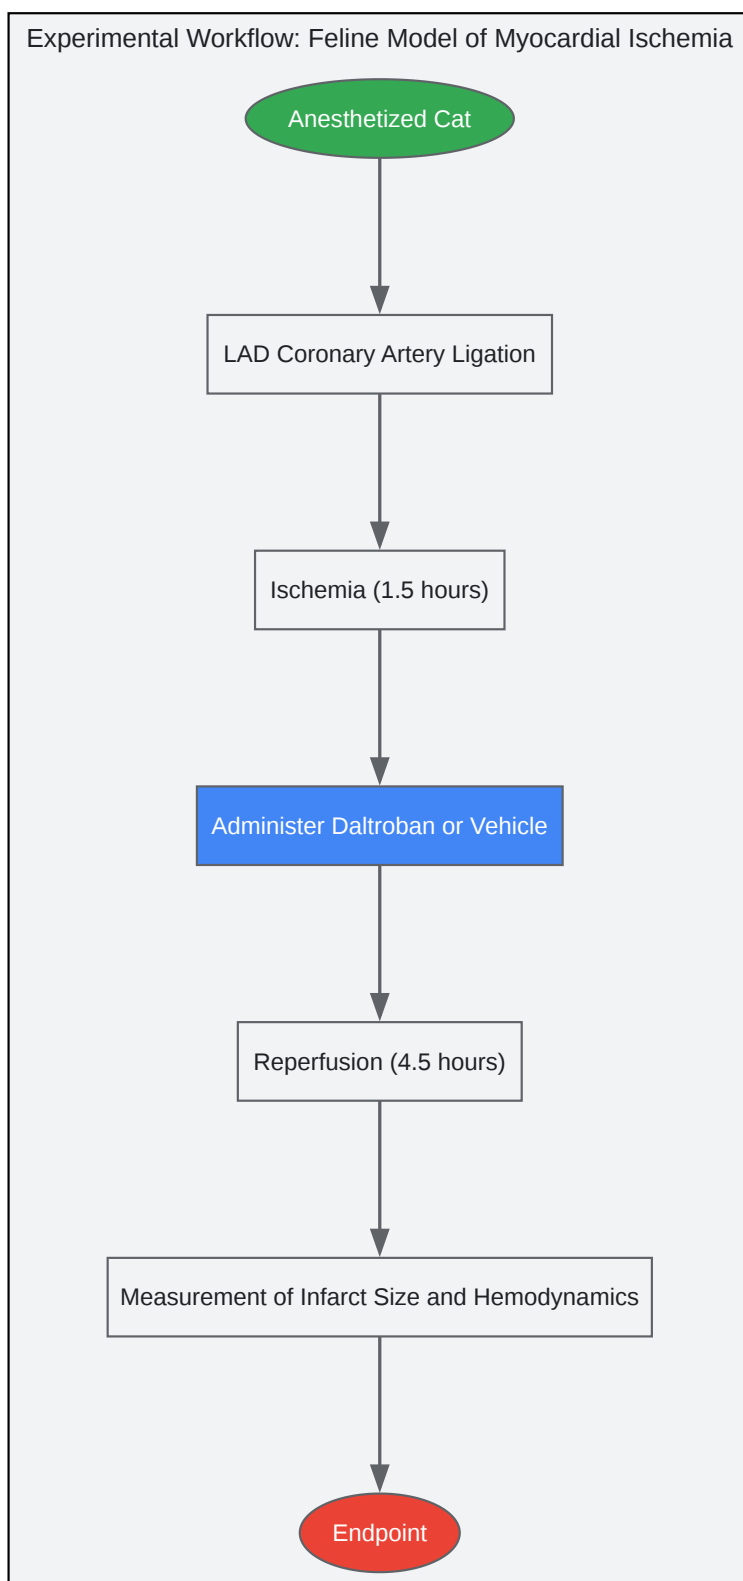 Experimental Workflow: Feline Model of Myocardial Ischemia
Anesthetized Cat
LAD Coronary Artery Ligation
Ischemia (1.5 hours)
Administer Daltroban or Vehicle
Reperfusion (4.5 hours)
Measurement of Infarct Size and Hemodynamics
Endpoint